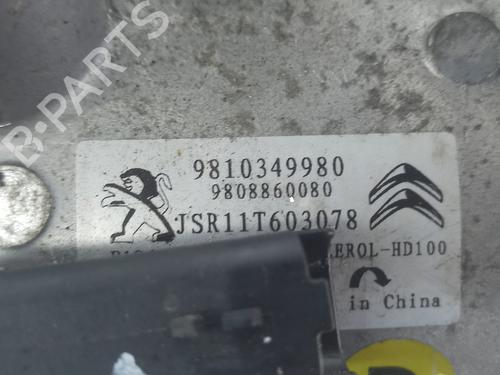 B-PARTS
9810349980
9808860080
JSR11T603078
EROL-HD100
in China